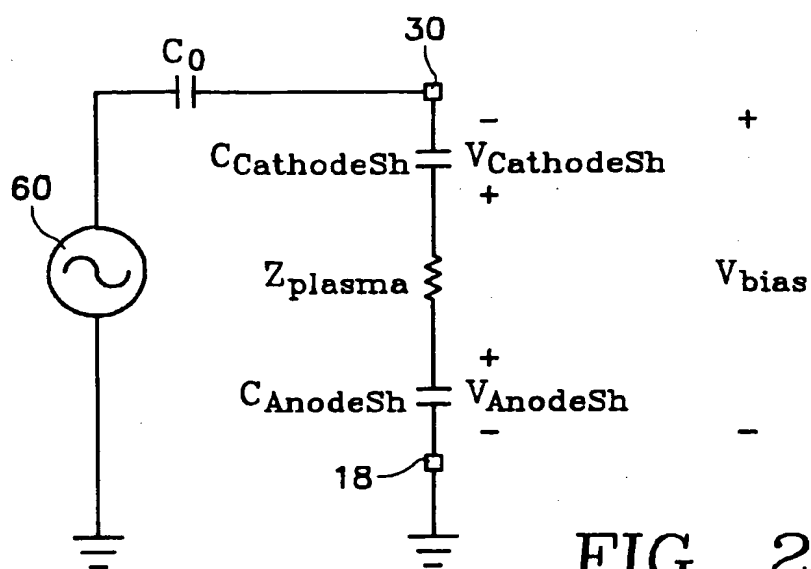 30
C0
−
+
CCathodeSh
VCathodeSh
+
60
Zplasma
Vbias
+
CAnodeSh
VAnodeSh
−
−
18
FIG. 2